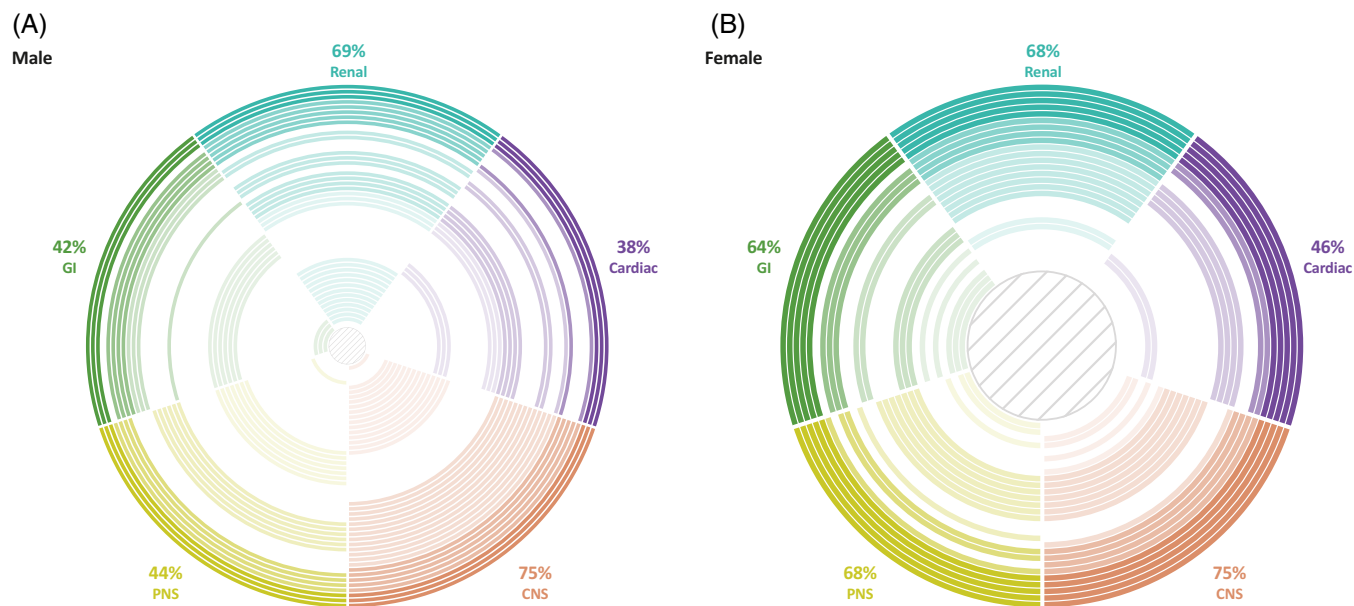 (A)
Male
69%
Renal
42%
GI
38%
Cardiac
44%
PNS
75%
CNS
(B)
Female
68%
Renal
64%
GI
46%
Cardiac
68%
PNS
75%
CNS